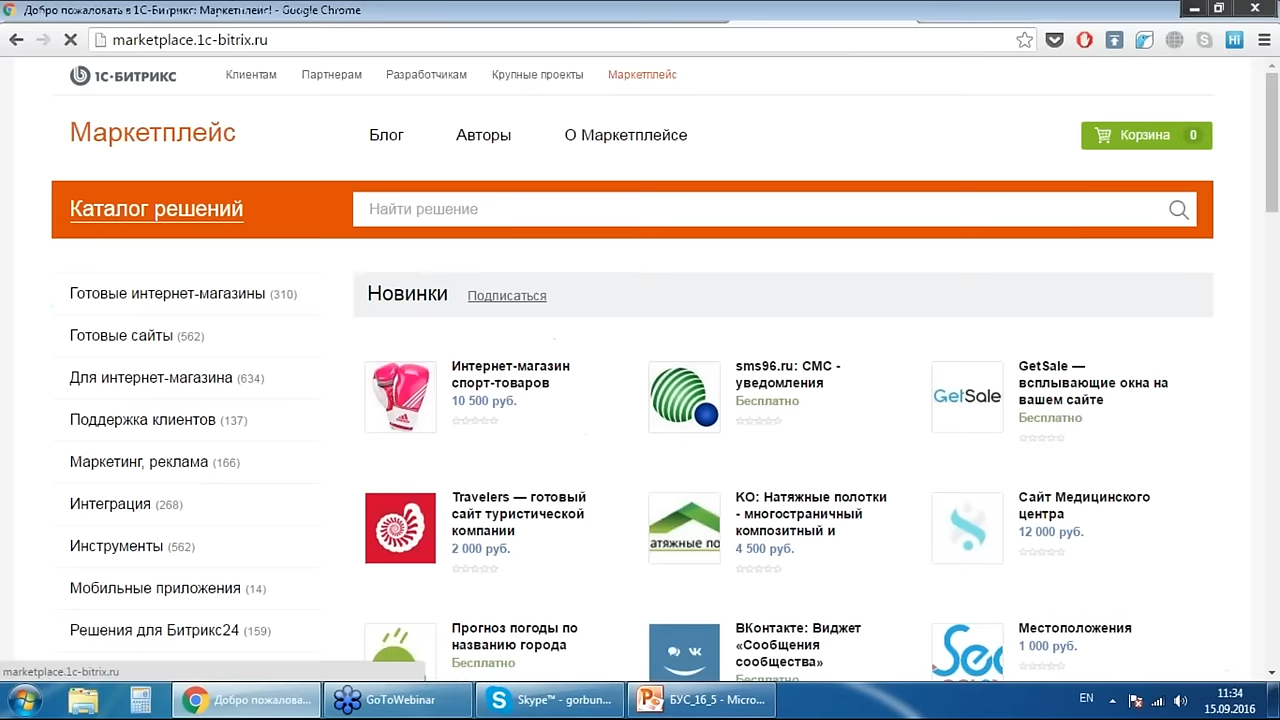 Добро пожаловать в 1С-Битрикс: Маркетплейс! - Google Chrome
marketplace.1c-bitrix.ru
Hi
1С-БИТРИКС Клиентам Партнерам Разработчикам Крупные проекты Маркетплейс
Маркетплейс Блог Авторы О Маркетплейсе Корзина 0
Каталог решений Найти решение
Готовые интернет-магазины (310)
Готовые сайты (562)
Для интернет-магазина (634)
Поддержка клиентов (137)
Маркетинг, реклама (166)
Интеграция (268)
Инструменты (562)
Мобильные приложения (14)
Решения для Битрикс24 (159)
Новинки Подписаться
Интернет-магазин
спорт-товаров
10 500 руб.
adidas
sms96.ru: СМС -
уведомления
Бесплатно
GetSale
GetSale —
всплывающие окна на
вашем сайте
Бесплатно
Travelers — готовый
сайт туристической
компании
2 000 руб.
атяжные по
КО: Натяжные полотки
- многостраничный
композитный и
4 500 руб.
Сайт Медицинского
центра
12 000 руб.
Прогноз погоды по
названию города
Бесплатно
ВКонтакте: Виджет
«Сообщения
сообщества»
Бесплатно
Seo
Местоположения
1 000 руб.
marketplace.1c-bitrix.ru
Добро пожалова... GoToWebinar Skype™ - gorbun... БУС_16_5 - Micro... EN 11:34
15.09.2016